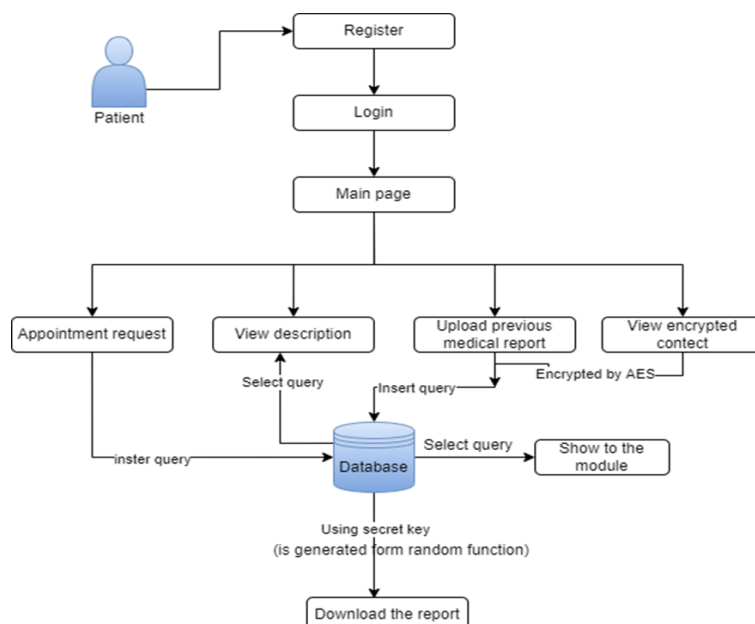 Register
Patient
Login
Main page
Appointment request
View description
Upload previous
medical report
View encrypted
contect
Select query
Encrypted by AES
Insert query
inster query
Database
Select query
Show to the
module
Using secret key
(is generated form random function)
Download the report